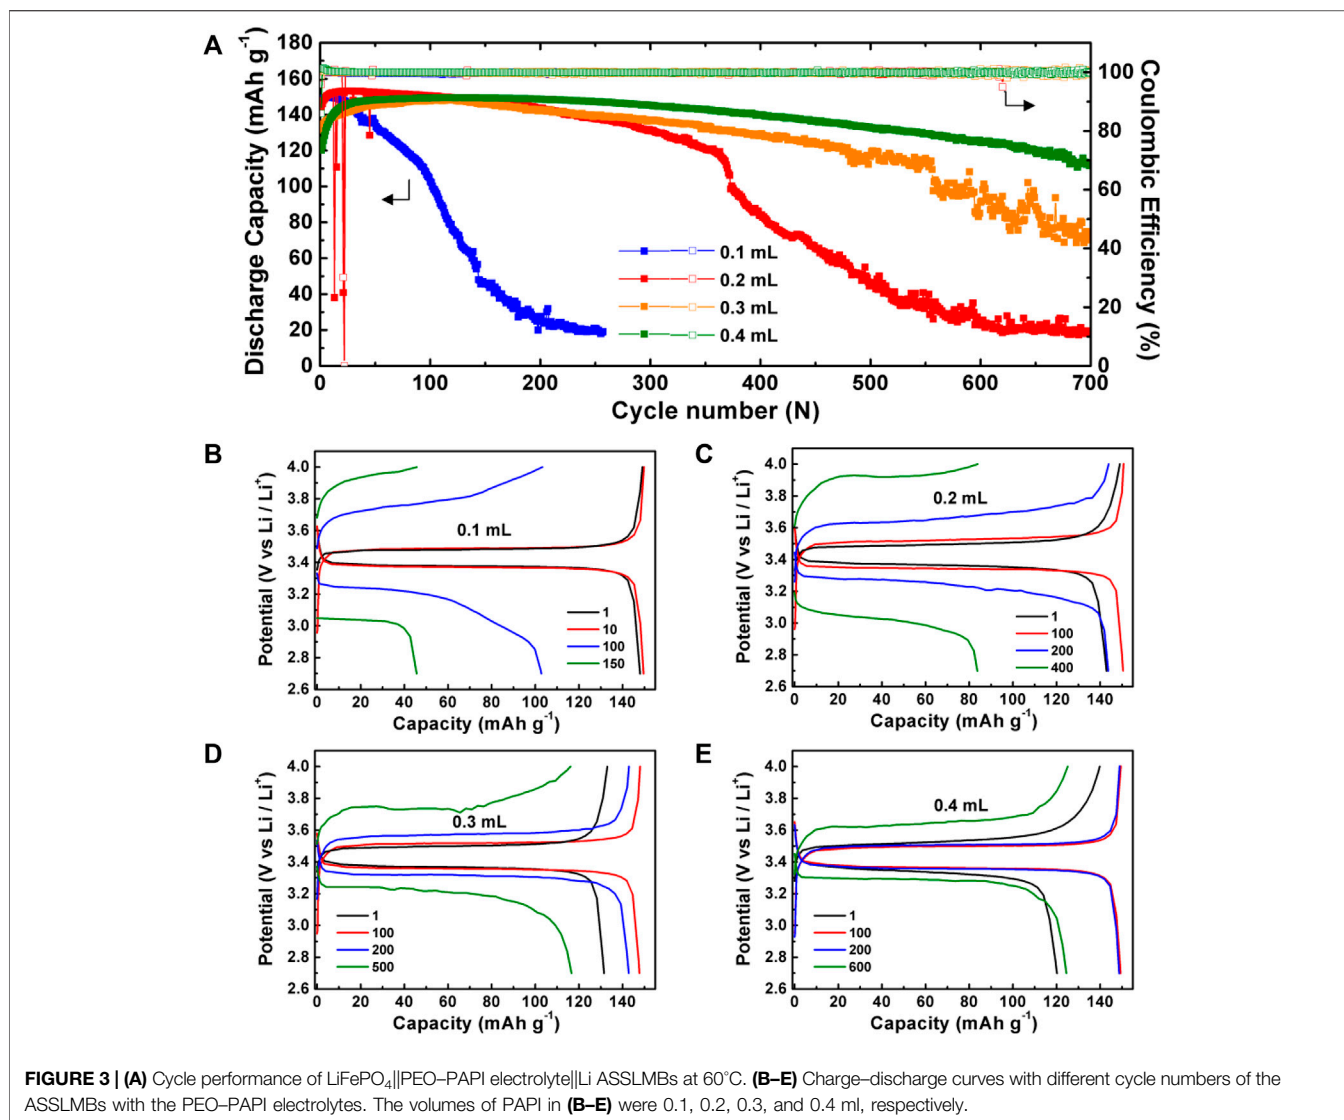 A
Discharge Capacity (mAh g⁻¹)
180
160
140
120
100
80
60
40
20
0
0 100 200 300 400 500 600 700
Cycle number (N)
100
80
60
40
20
0
Coulombic Efficiency (%)
0.1 mL
0.2 mL
0.3 mL
0.4 mL
B
Potential (V vs Li / Li⁺)
4.0
3.8
3.6
3.4
3.2
3.0
2.8
2.6
0.1 mL
1
10
100
150
0 20 40 60 80 100 120 140
Capacity (mAh g⁻¹)
C
Potential (V vs Li / Li⁺)
4.0
3.8
3.6
3.4
3.2
3.0
2.8
2.6
0.2 mL
1
100
200
400
0 20 40 60 80 100 120 140
Capacity (mAh g⁻¹)
D
Potential (V vs Li / Li⁺)
4.0
3.8
3.6
3.4
3.2
3.0
2.8
2.6
0.3 mL
1
100
200
500
0 20 40 60 80 100 120 140
Capacity (mAh g⁻¹)
E
Potential (V vs Li / Li⁺)
4.0
3.8
3.6
3.4
3.2
3.0
2.8
2.6
0.4 mL
1
100
200
600
0 20 40 60 80 100 120 140
Capacity (mAh g⁻¹)
FIGURE 3 | (A) Cycle performance of LiFePO₄||PEO–PAPI electrolyte||Li ASSLMBs at 60°C. (B–E) Charge–discharge curves with different cycle numbers of the
ASSLMBs with the PEO–PAPI electrolytes. The volumes of PAPI in (B–E) were 0.1, 0.2, 0.3, and 0.4 ml, respectively.